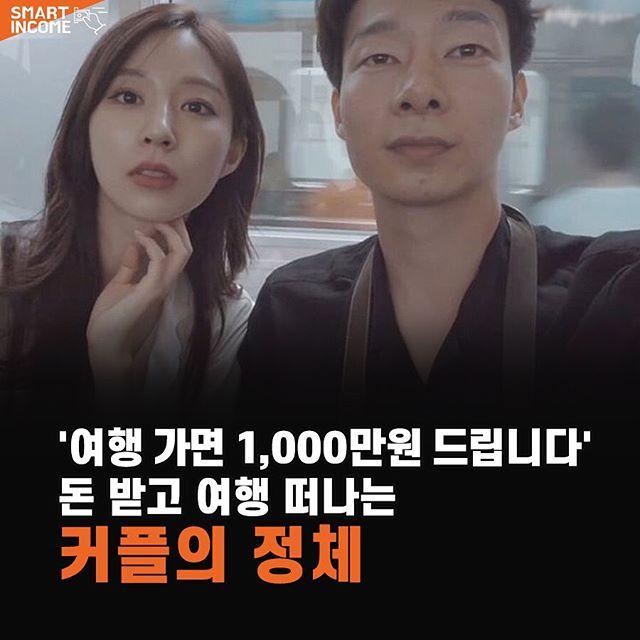 SMART
INCOME
'여행 가면 1,000만원 드립니다'
돈 받고 여행 떠나는
커플의 정체